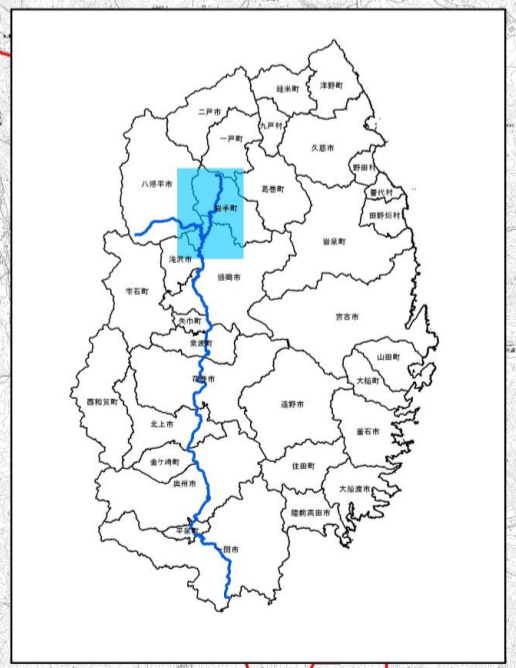 軽米町
洋野町
二戸市
九戸村
一戸町
久慈市
野田村
八幡平市
葛巻町
普代村
岩手町
田野畑村
岩泉町
滝沢市
盛岡市
雫石町
矢巾町
宮古市
紫波町
山田町
大槌町
花巻市
西和賀町
遠野市
北上市
釜石市
金ケ崎町
住田町
奥州市
大船渡市
陸前高田市
平泉町
一関市